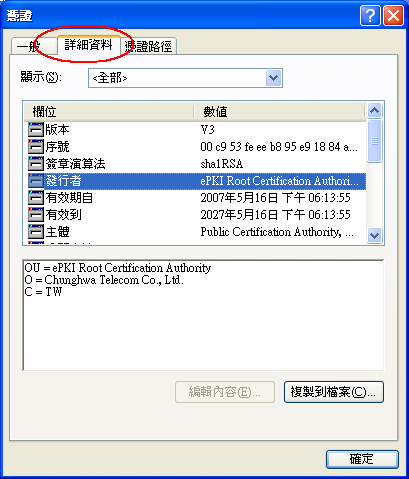 憑證
一般 詳細資料 憑證路徑
顯示(S): <全部>
欄位 數值
版本 V3
序號 00 c9 53 fe ee b8 95 e9 18 84 a...
簽章演算法 sha1RSA
發行者 ePKI Root Certification Authori...
有效期自 2007年5月16日 下午 06:13:55
有效到 2027年5月16日 下午 06:13:55
主體 Public Certification Authority, ...
OU = ePKI Root Certification Authority
O = Chunghwa Telecom Co., Ltd.
C = TW
編輯內容(E)... 複製到檔案(C)...
確定